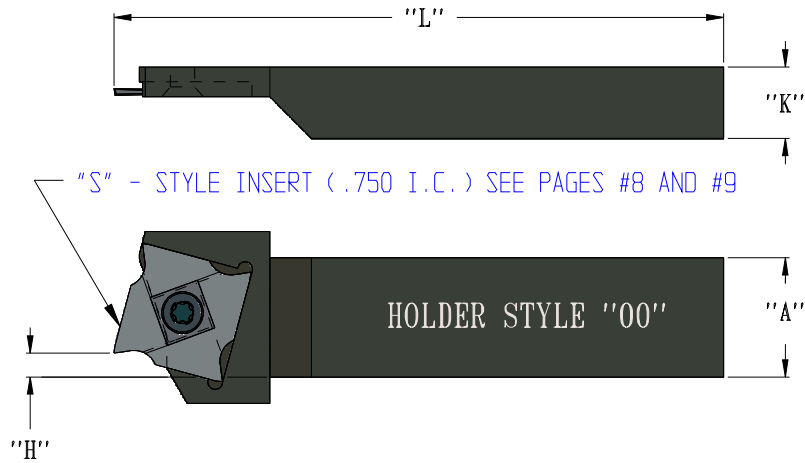 "L"
"K"
"S" - STYLE INSERT (.750 I.C.) SEE PAGES #8 AND #9
HOLDER STYLE "00"
"A"
"H"